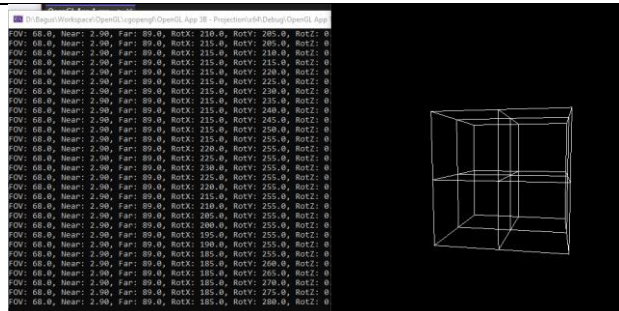 D:\Bagus\Workspace\OpenGL\cgopengl\OpenGL App 3B - Projection\x64\Debug\OpenGL App
FOV: 68.0, Near: 2.90, Far: 89.0, RotX: 210.0, RotY: 205.0, RotZ: 0
FOV: 68.0, Near: 2.90, Far: 89.0, RotX: 215.0, RotY: 205.0, RotZ: 0
FOV: 68.0, Near: 2.90, Far: 89.0, RotX: 215.0, RotY: 210.0, RotZ: 0
FOV: 68.0, Near: 2.90, Far: 89.0, RotX: 215.0, RotY: 215.0, RotZ: 0
FOV: 68.0, Near: 2.90, Far: 89.0, RotX: 215.0, RotY: 220.0, RotZ: 0
FOV: 68.0, Near: 2.90, Far: 89.0, RotX: 215.0, RotY: 225.0, RotZ: 0
FOV: 68.0, Near: 2.90, Far: 89.0, RotX: 215.0, RotY: 230.0, RotZ: 0
FOV: 68.0, Near: 2.90, Far: 89.0, RotX: 215.0, RotY: 235.0, RotZ: 0
FOV: 68.0, Near: 2.90, Far: 89.0, RotX: 215.0, RotY: 240.0, RotZ: 0
FOV: 68.0, Near: 2.90, Far: 89.0, RotX: 215.0, RotY: 245.0, RotZ: 0
FOV: 68.0, Near: 2.90, Far: 89.0, RotX: 215.0, RotY: 250.0, RotZ: 0
FOV: 68.0, Near: 2.90, Far: 89.0, RotX: 215.0, RotY: 255.0, RotZ: 0
FOV: 68.0, Near: 2.90, Far: 89.0, RotX: 220.0, RotY: 255.0, RotZ: 0
FOV: 68.0, Near: 2.90, Far: 89.0, RotX: 225.0, RotY: 255.0, RotZ: 0
FOV: 68.0, Near: 2.90, Far: 89.0, RotX: 230.0, RotY: 255.0, RotZ: 0
FOV: 68.0, Near: 2.90, Far: 89.0, RotX: 225.0, RotY: 255.0, RotZ: 0
FOV: 68.0, Near: 2.90, Far: 89.0, RotX: 220.0, RotY: 255.0, RotZ: 0
FOV: 68.0, Near: 2.90, Far: 89.0, RotX: 215.0, RotY: 255.0, RotZ: 0
FOV: 68.0, Near: 2.90, Far: 89.0, RotX: 210.0, RotY: 255.0, RotZ: 0
FOV: 68.0, Near: 2.90, Far: 89.0, RotX: 205.0, RotY: 255.0, RotZ: 0
FOV: 68.0, Near: 2.90, Far: 89.0, RotX: 200.0, RotY: 255.0, RotZ: 0
FOV: 68.0, Near: 2.90, Far: 89.0, RotX: 195.0, RotY: 255.0, RotZ: 0
FOV: 68.0, Near: 2.90, Far: 89.0, RotX: 190.0, RotY: 255.0, RotZ: 0
FOV: 68.0, Near: 2.90, Far: 89.0, RotX: 185.0, RotY: 255.0, RotZ: 0
FOV: 68.0, Near: 2.90, Far: 89.0, RotX: 185.0, RotY: 260.0, RotZ: 0
FOV: 68.0, Near: 2.90, Far: 89.0, RotX: 185.0, RotY: 265.0, RotZ: 0
FOV: 68.0, Near: 2.90, Far: 89.0, RotX: 185.0, RotY: 270.0, RotZ: 0
FOV: 68.0, Near: 2.90, Far: 89.0, RotX: 185.0, RotY: 275.0, RotZ: 0
FOV: 68.0, Near: 2.90, Far: 89.0, RotX: 185.0, RotY: 280.0, RotZ: 0